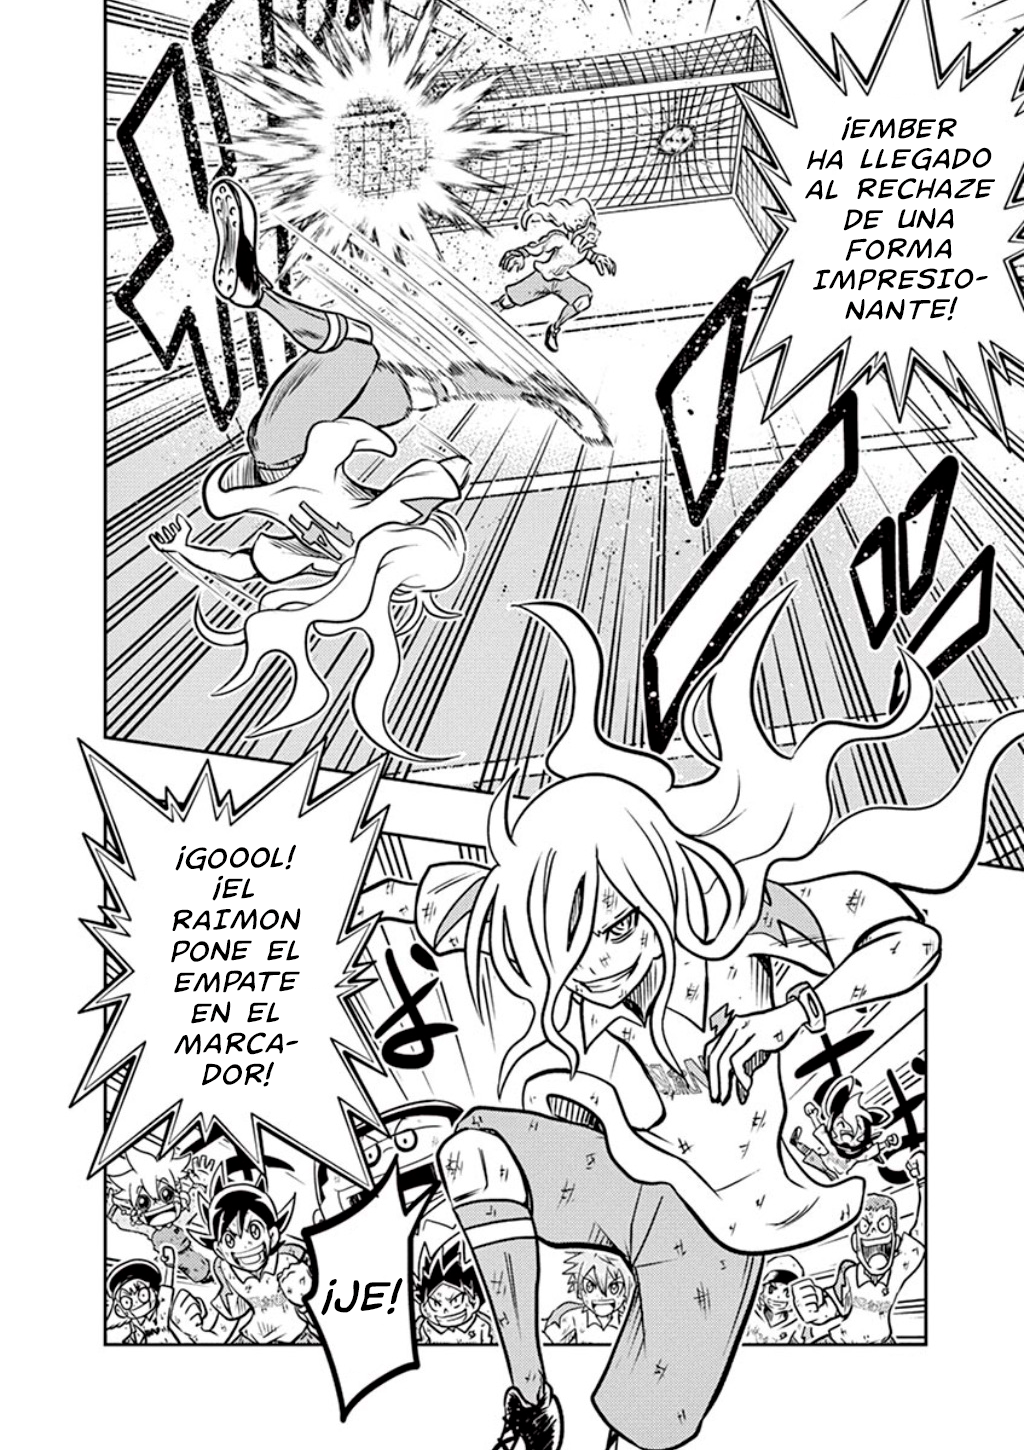 ¡EMBER
HA LLEGADO
AL RECHAZE
DE UNA
FORMA
IMPRESIO-
NANTE!
¡GOOOL!
¡EL
RAIMON
PONE EL
EMPATE
EN EL
MARCA-
DOR!
¡JE!